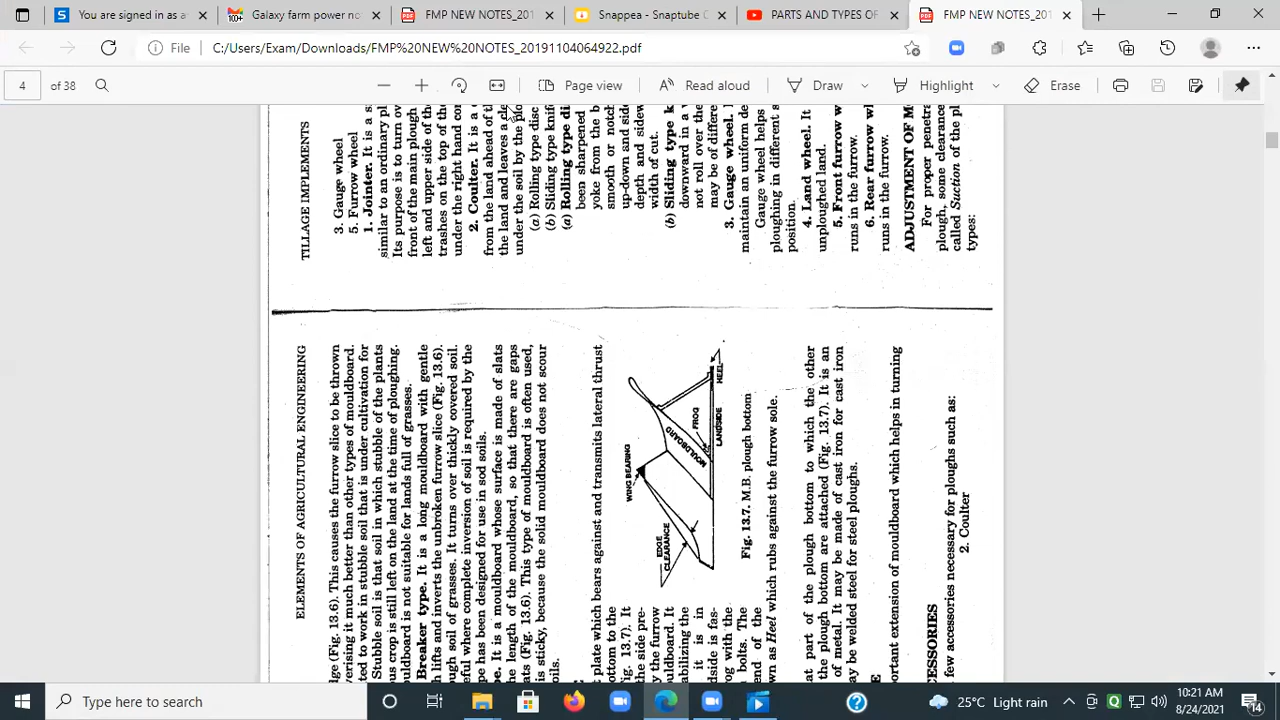 You are signed in as a
Galaxy farm power not
FMP NEW NOTES_201
Snappea - Snaptube O
PARTS AND TYPES OF
FMP NEW NOTES_201
File
C:/Users/Exam/Downloads/FMP%20NEW%20NOTES_20191104064922.pdf
4 of 38
Page view
Read aloud
Draw
Highlight
Erase
TILLAGE IMPLEMENTS
3. Gauge wheel
5. Furrow wheel
1. Jointer. It is a s
similar to an ordinary pl
Its purpose is to turn ov
front of the main plough
left and upper side of the
trashes on the top of the
under the right hand cor
2. Coulter. It is a
from the land ahead of t
the land and leaves a cle
under the soil by the plo
(a) Rolling type disc
(b) Sliding type knif
(a) Rolling type di
been sharpened
yoke from the b
smooth or notch
up-down and side
depth and sidew
width of cut.
(b) Sliding type k
downward in a
not roll over the
may be of differe
3. Gauge wheel.
maintain an uniform de
Gauge wheel helps
ploughing in different s
position.
4. Land wheel. It
unploughed land.
5. Front furrow w
runs in the furrow.
6. Rear furrow wh
runs in the furrow.
ADJUSTMENT OF M
For proper penetra
plough, some clearance
called Suction of the pl
types:
ELEMENTS OF AGRICULTURAL ENGINEERING
dge (Fig. 13.6). This causes the furrow slice to be thrown
verising it much better than other types of mouldboard.
ted to work in stubble soil that is under cultivation for
Stubble soil is that soil in which stubble of the plants
us crop is still left on the land at the time of ploughing.
uldboard is not suitable for lands full of grasses.
Breaker type. It is a long mouldboard with gentle
h lifts and inverts the unbroken furrow slice (Fig. 13.6).
ugh soil of grasses. It turns over thickly covered soil.
eful where complete inversion of soil is required by the
pe has been designed for use in sod soils.
pe. It is a mouldboard whose surface is made of slats
the length of the mouldboard, so that there are gaps
ats (Fig. 13.6). This type of mouldboard is often used,
is sticky, because the solid mouldboard does not scour
oils.
t plate which bears against and transmits lateral thrust
bottom to the
ig. 13.7). It
the side pre-
y the furrow
uldboard. It
abilizing the
it is in
dside is fas-
og with the
bolts. The
end of the
wn as Heel which rubs against the furrow sole.
WING BEARING
EDGE
CLEARANCE
MOULDBOARD
FROG
LANDSIDE
HEEL
Fig. 13.7. M.B. plough bottom
at part of the plough bottom to which the other
the plough bottom are attached (Fig. 13.7). It is an
of metal. It may be made of cast iron for cast iron
ay be welded steel for steel ploughs.
E
portant extension of mouldboard which helps in turning
CESSORIES
few accessories necessary for ploughs such as:
2. Coulter
Type here to search
25°C Light rain
10:21 AM
8/24/2021
14